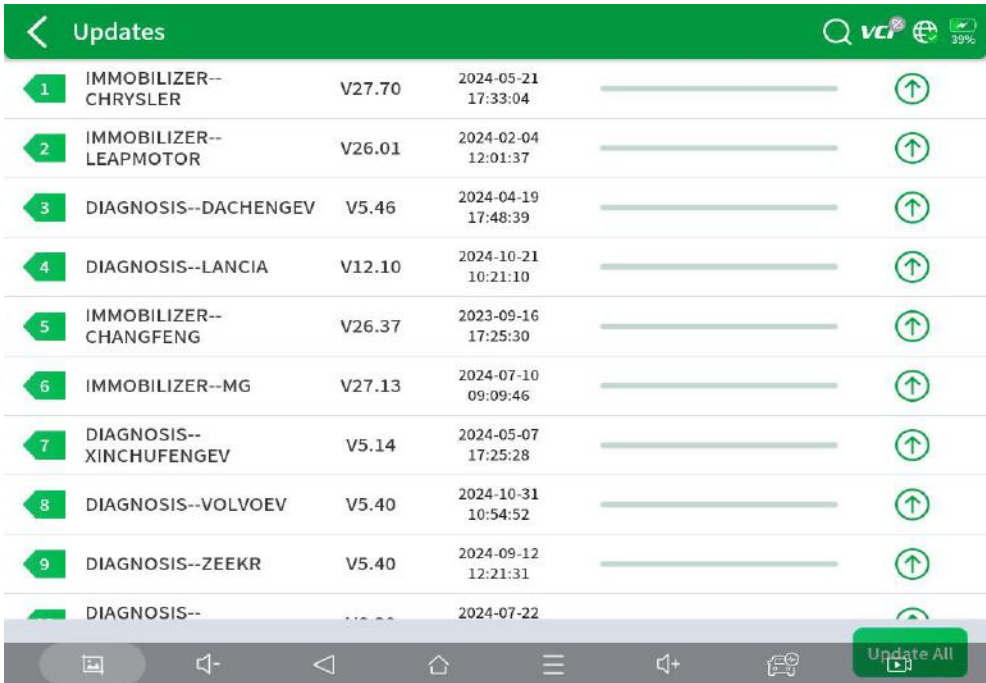 Updates
VCI
39%
1
IMMOBILIZER--
CHRYSLER
V27.70
2024-05-21
17:33:04
2
IMMOBILIZER--
LEAPMOTOR
V26.01
2024-02-04
12:01:37
3
DIAGNOSIS--DACHENGEV
V5.46
2024-04-19
17:48:39
4
DIAGNOSIS--LANCIA
V12.10
2024-10-21
10:21:10
5
IMMOBILIZER--
CHANGFENG
V26.37
2023-09-16
17:25:30
6
IMMOBILIZER--MG
V27.13
2024-07-10
09:09:46
7
DIAGNOSIS--
XINCHUFENGEV
V5.14
2024-05-07
17:25:28
8
DIAGNOSIS--VOLVOEV
V5.40
2024-10-31
10:54:52
9
DIAGNOSIS--ZEEKR
V5.40
2024-09-12
12:21:31
DIAGNOSIS--
2024-07-22
Update All